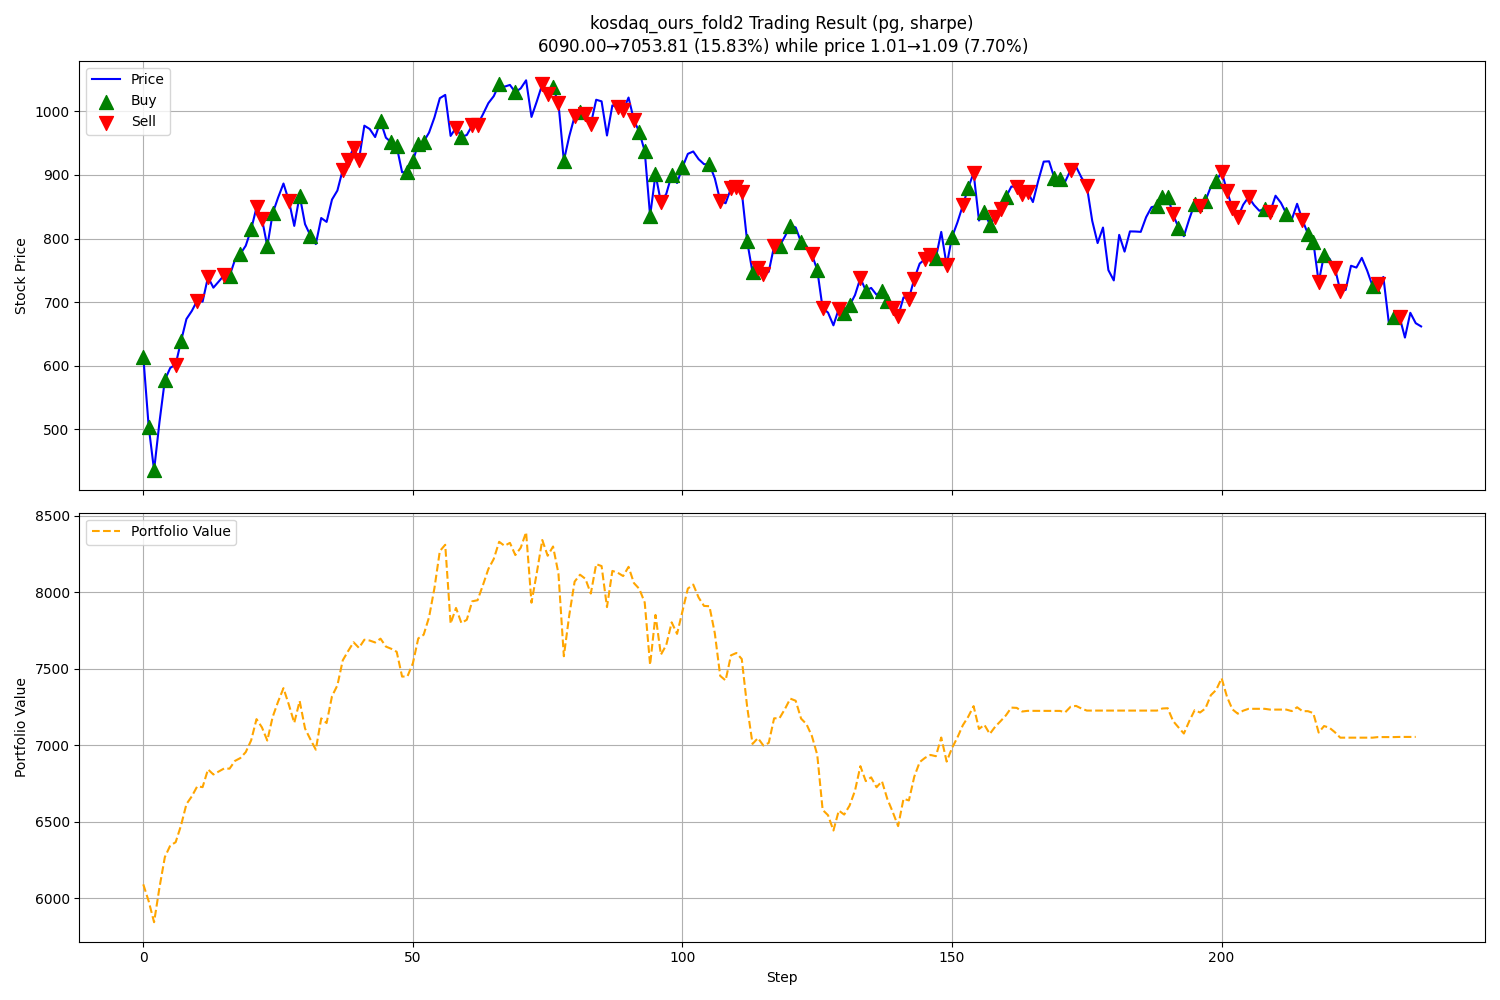 kosdaq_ours_fold2 Trading Result (pg, sharpe)
6090.00→7053.81 (15.83%) while price 1.01→1.09 (7.70%)
Price
Buy
Sell
Stock Price
1000
900
800
700
600
500
Portfolio Value
Portfolio Value
8500
8000
7500
7000
6500
6000
0 50 100 150 200
Step